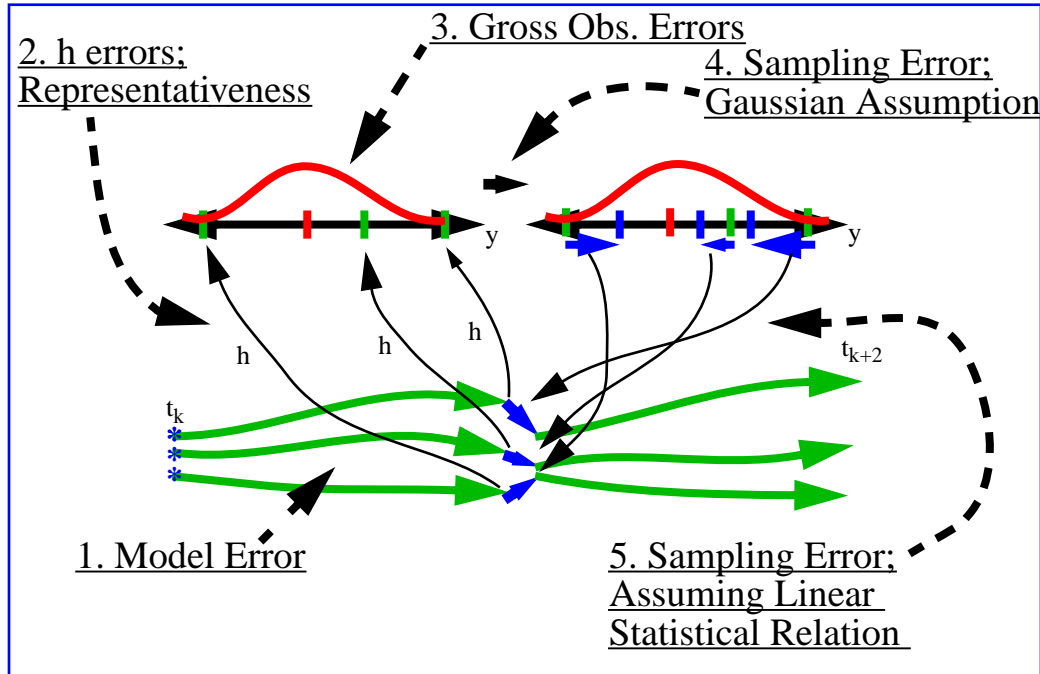 3. Gross Obs. Errors
2. h errors;
Representativeness
4. Sampling Error;
Gaussian Assumption
y
y
h
h
h
t_k
t_{k+2}
1. Model Error
5. Sampling Error;
Assuming Linear
Statistical Relation
*
*
*